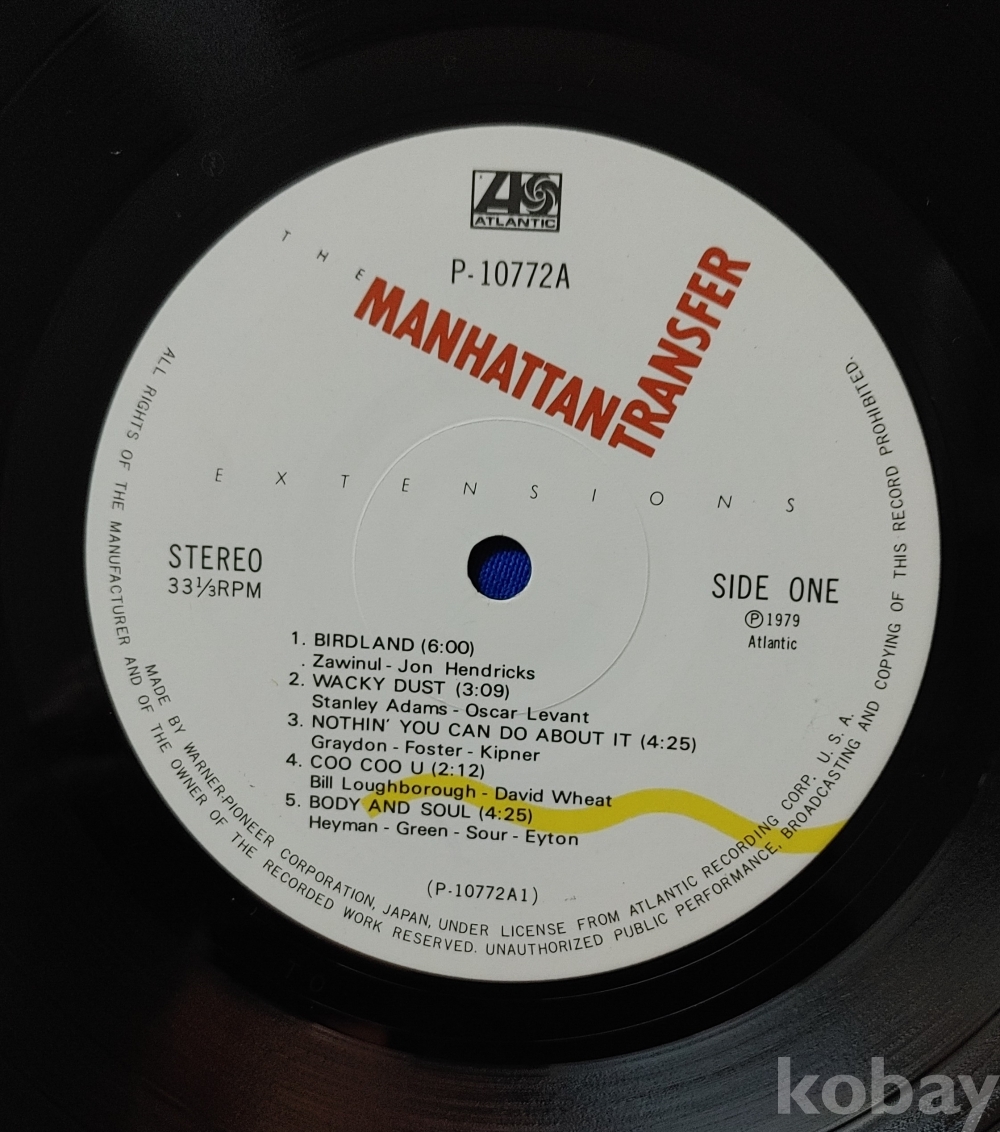 ATLANTIC
P-10772A
THE
MANHATTAN
TRANSFER
EXTENSIONS
STEREO
33⅓RPM
SIDE ONE
Ⓟ1979
Atlantic
1. BIRDLAND (6:00)
Zawinul - Jon Hendricks
2. WACKY DUST (3:09)
Stanley Adams - Oscar Levant
3. NOTHIN' YOU CAN DO ABOUT IT (4:25)
Graydon - Foster - Kipner
4. COO COO U (2:12)
Bill Loughborough - David Wheat
5. BODY AND SOUL (4:25)
Heyman - Green - Sour - Eyton
(P-10772A1)
MADE BY WARNER-PIONEER CORPORATION, JAPAN, UNDER LICENSE FROM ATLANTIC RECORDING CORP. U. S. A.
ALL RIGHTS OF THE MANUFACTURER AND OF THE OWNER OF THE RECORDED WORK RESERVED. UNAUTHORIZED PUBLIC PERFORMANCE, BROADCASTING AND COPYING OF THIS RECORD PROHIBITED.
kobay